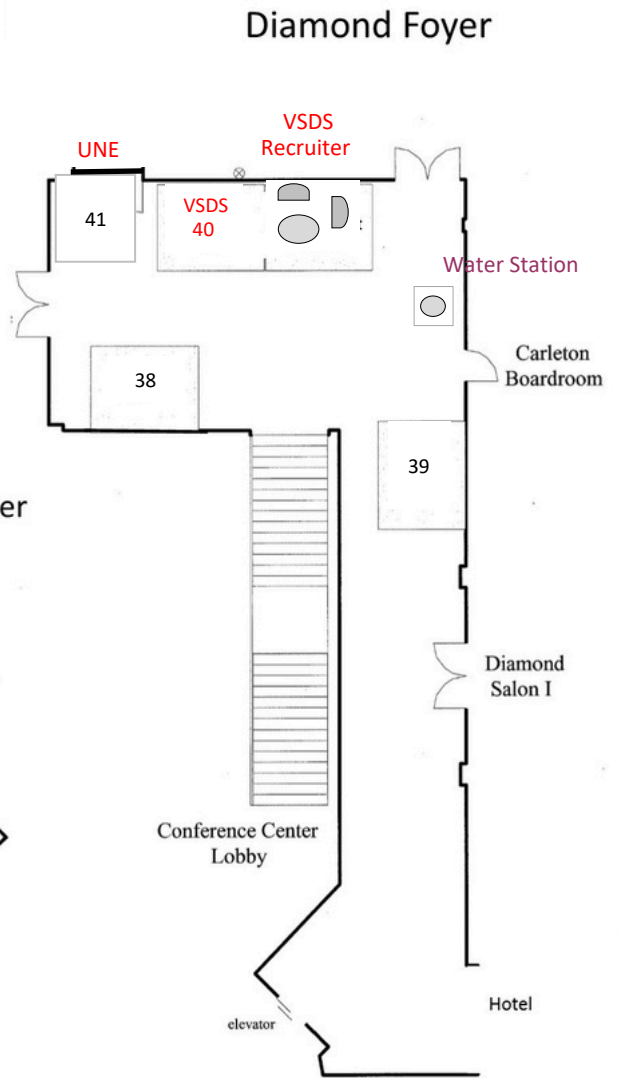 Diamond Foyer
UNE
VSDS
Recruiter
41
VSDS
40
Water Station
38
Carleton
Boardroom
39
er
Diamond
Salon I
Conference Center
Lobby
Hotel
elevator